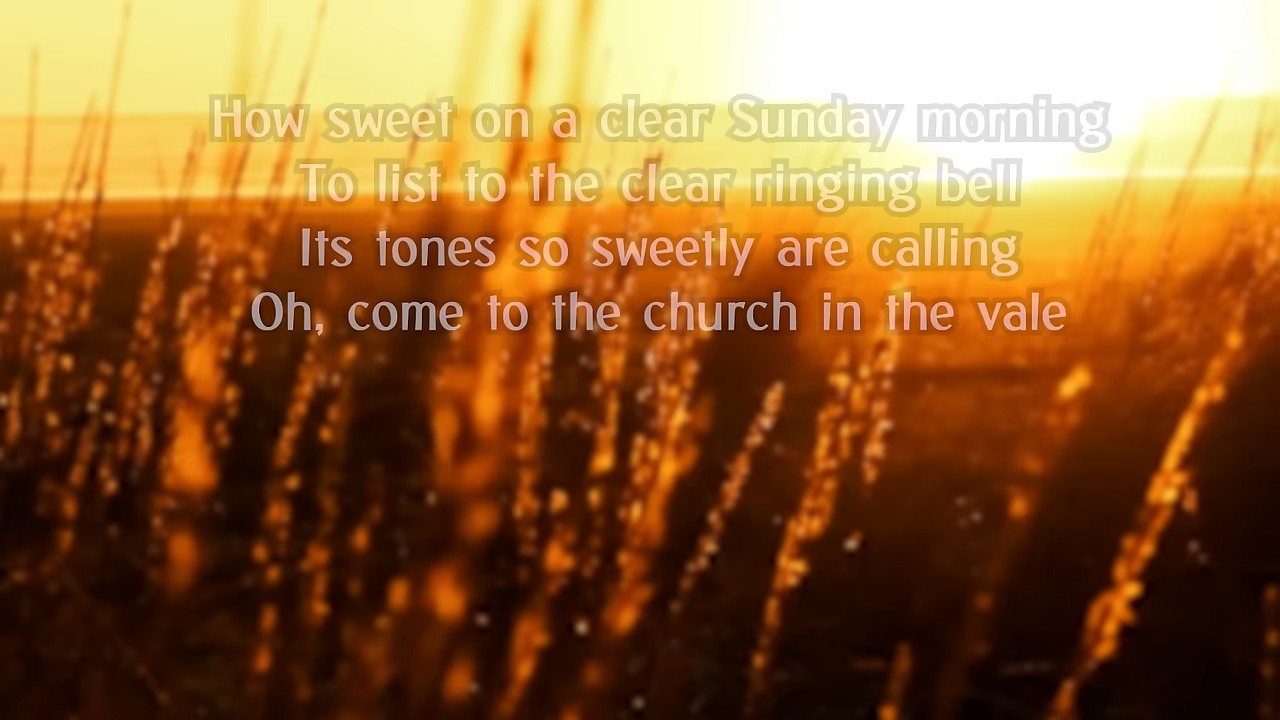 How sweet on a clear Sunday morning
To list to the clear ringing bell
Its tones so sweetly are calling
Oh, come to the church in the vale